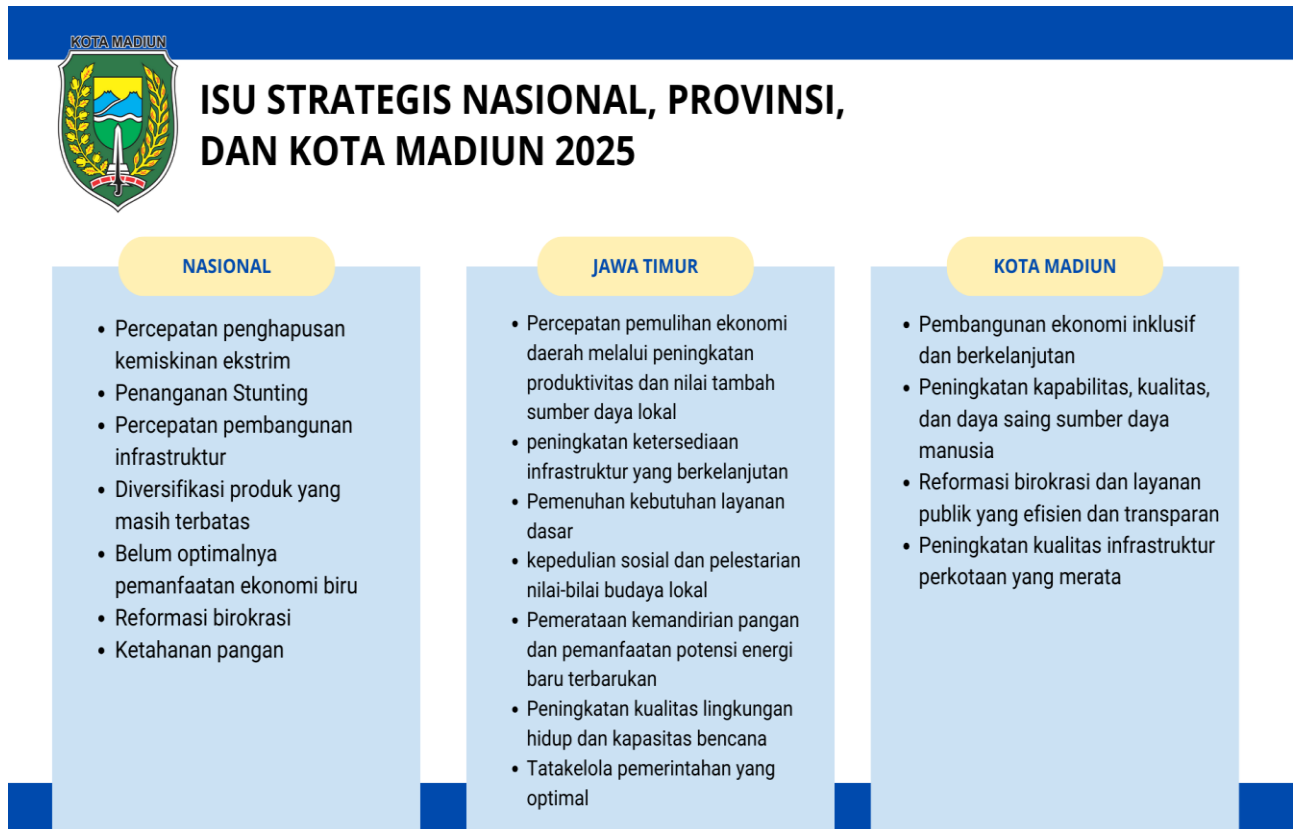 KOTA MADIUN
ISU STRATEGIS NASIONAL, PROVINSI,
DAN KOTA MADIUN 2025
NASIONAL
• Percepatan penghapusan
kemiskinan ekstrim
• Penanganan Stunting
• Percepatan pembangunan
infrastruktur
• Diversifikasi produk yang
masih terbatas
• Belum optimalnya
pemanfaatan ekonomi biru
• Reformasi birokrasi
• Ketahanan pangan
JAWA TIMUR
• Percepatan pemulihan ekonomi
daerah melalui peningkatan
produktivitas dan nilai tambah
sumber daya lokal
• peningkatan ketersediaan
infrastruktur yang berkelanjutan
• Pemenuhan kebutuhan layanan
dasar
• kepedulian sosial dan pelestarian
nilai-bilai budaya lokal
• Pemerataan kemandirian pangan
dan pemanfaatan potensi energi
baru terbarukan
• Peningkatan kualitas lingkungan
hidup dan kapasitas bencana
• Tatakelola pemerintahan yang
optimal
KOTA MADIUN
• Pembangunan ekonomi inklusif
dan berkelanjutan
• Peningkatan kapabilitas, kualitas,
dan daya saing sumber daya
manusia
• Reformasi birokrasi dan layanan
publik yang efisien dan transparan
• Peningkatan kualitas infrastruktur
perkotaan yang merata